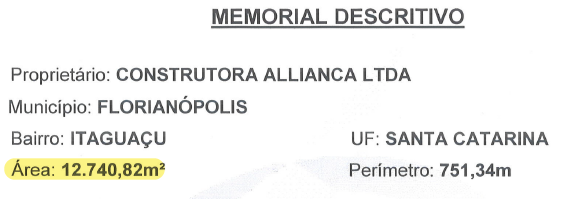 MEMORIAL DESCRITIVO
Proprietário: CONSTRUTORA ALLIANCA LTDA
Município: FLORIANÓPOLIS
Bairro: ITAGUAÇU UF: SANTA CATARINA
Área: 12.740,82m² Perímetro: 751,34m